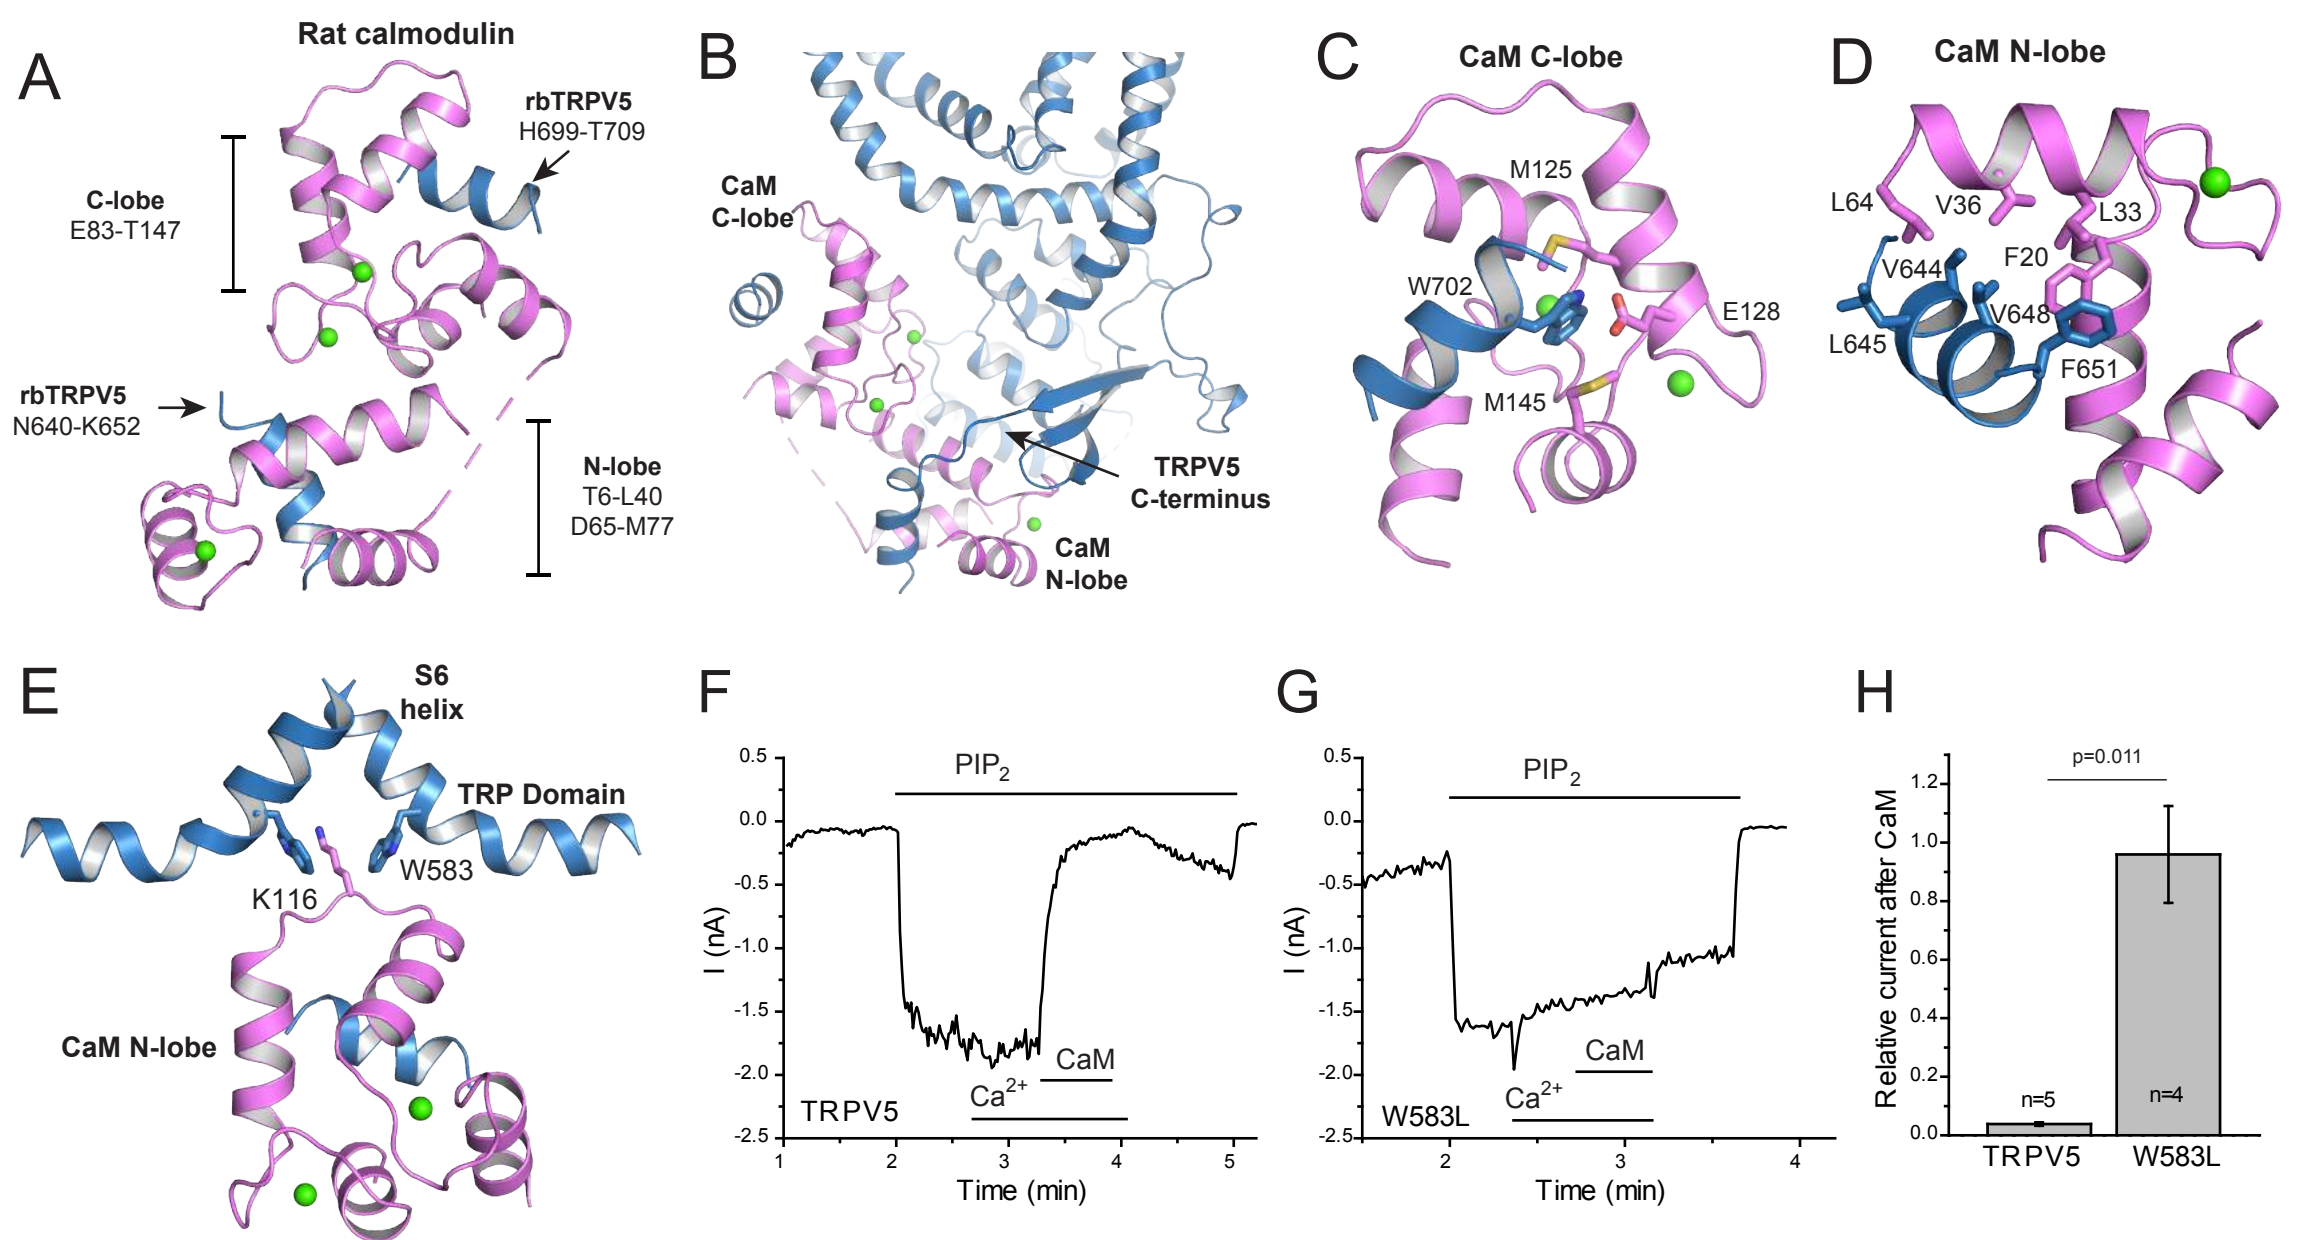 A
Rat calmodulin
rbTRPV5
H699-T709
C-lobe
E83-T147
rbTRPV5
N640-K652
N-lobe
T6-L40
D65-M77
B
CaM
C-lobe
TRPV5
C-terminus
CaM
N-lobe
C
CaM C-lobe
M125
W702
E128
M145
D
CaM N-lobe
L64
V36
L33
F20
V644
V648
L645
F651
E
S6
helix
TRP Domain
W583
K116
CaM N-lobe
F
0.5
0.0
-0.5
-1.0
-1.5
-2.0
-2.5
I (nA)
PIP2
CaM
Ca2+
TRPV5
1 2 3 4 5
Time (min)
G
0.5
0.0
-0.5
-1.0
-1.5
-2.0
-2.5
I (nA)
PIP2
CaM
Ca2+
W583L
2 3 4
Time (min)
H
Relative current after CaM
1.2
1.0
0.8
0.6
0.4
0.2
0.0
p=0.011
n=5
n=4
TRPV5 W583L